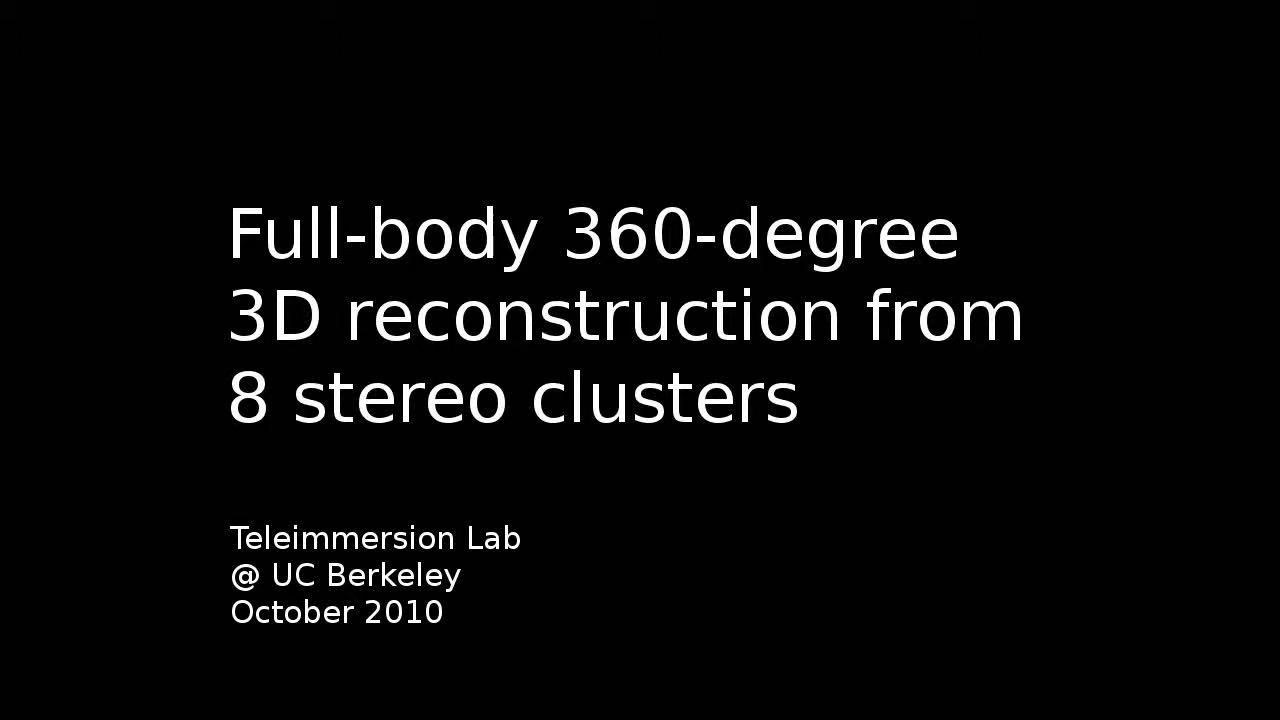 Full-body 360-degree
3D reconstruction from
8 stereo clusters
Teleimmersion Lab
@ UC Berkeley
October 2010